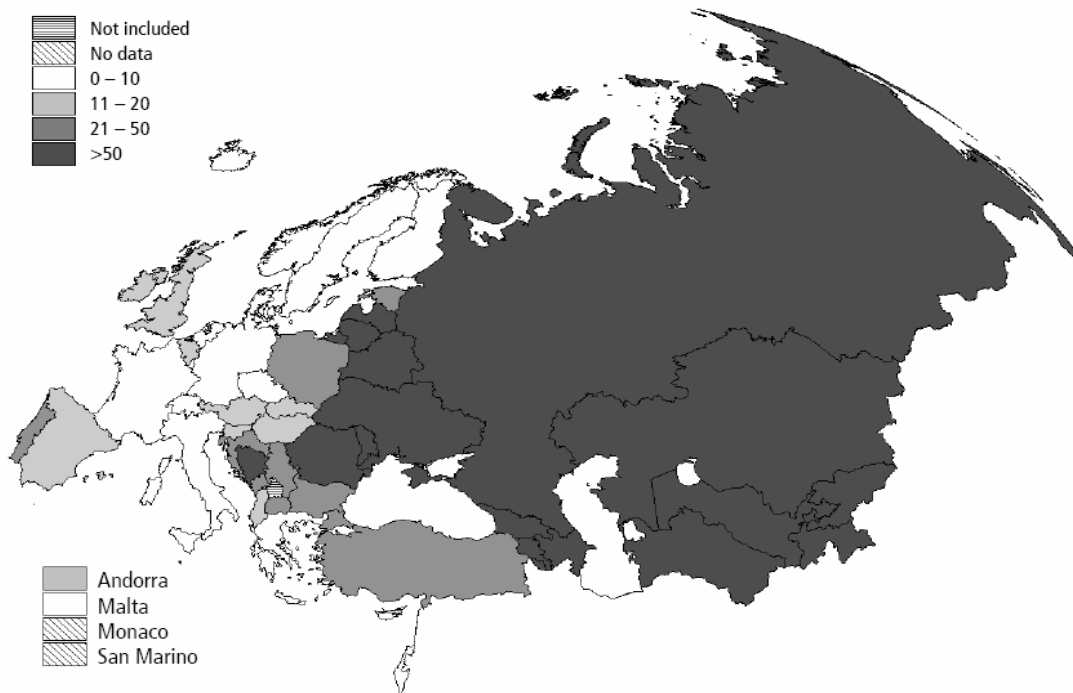 Not included
No data
0 – 10
11 – 20
21 – 50
>50
Andorra
Malta
Monaco
San Marino